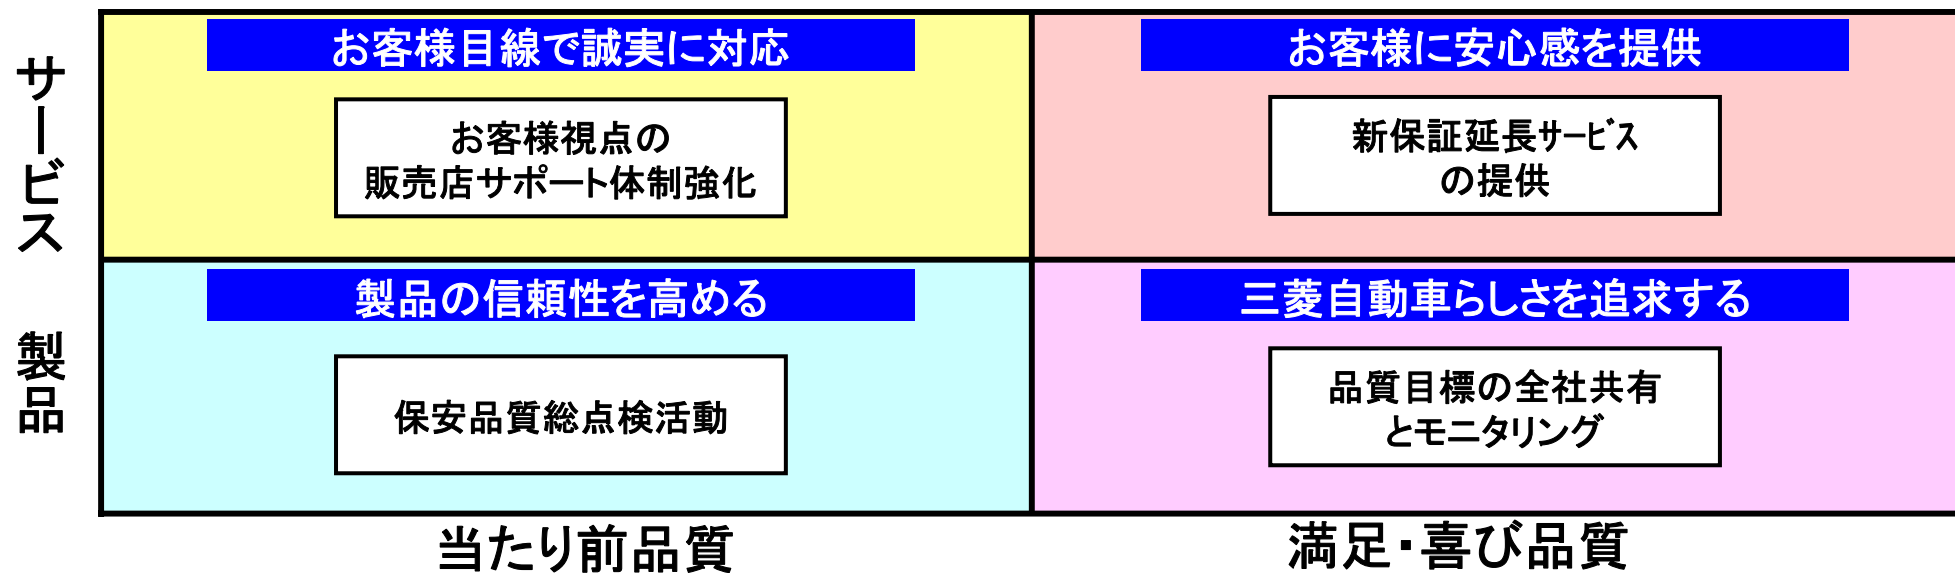 サービス
お客様目線で誠実に対応
お客様視点の
販売店サポート体制強化
お客様に安心感を提供
新保証延長サービス
の提供
製品
製品の信頼性を高める
保安品質総点検活動
三菱自動車らしさを追求する
品質目標の全社共有
とモニタリング
当たり前品質
満足・喜び品質